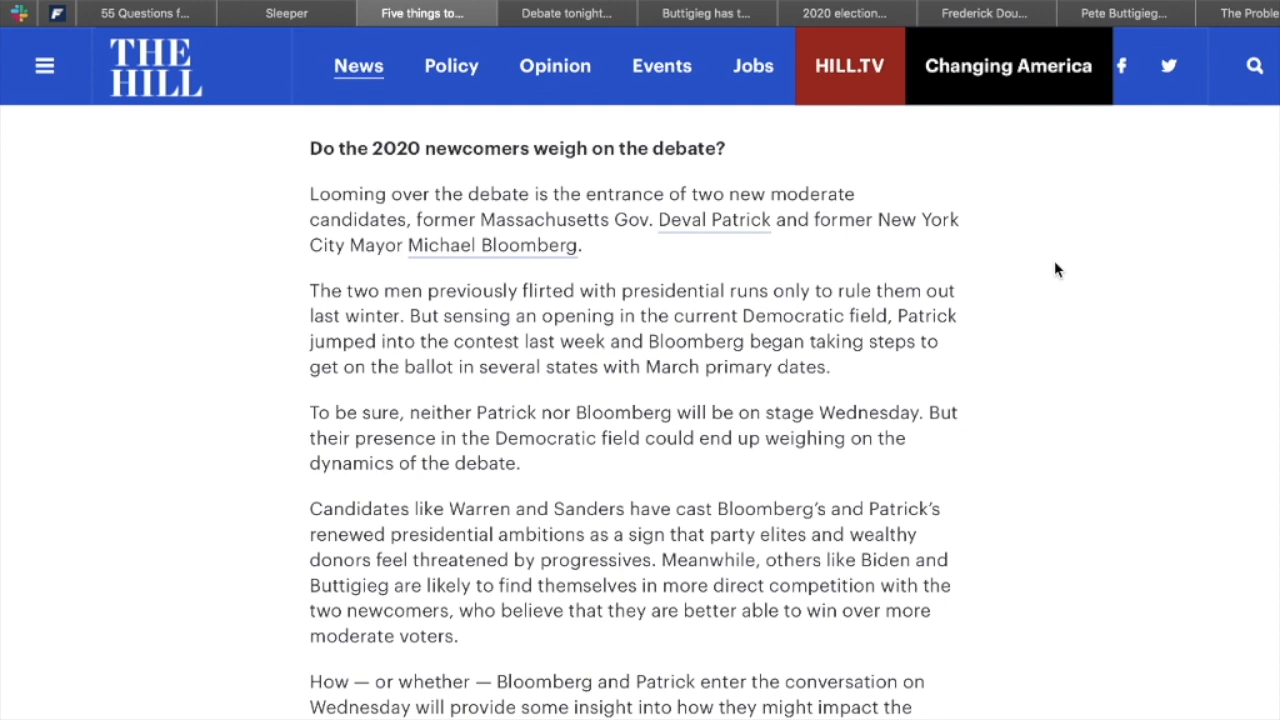 55 Questions f...
Sleeper
Five things to...
Debate tonight...
Buttigieg has t...
2020 election...
Frederick Dou...
Pete Buttigieg...
The Proble
THE
HILL
News
Policy
Opinion
Events
Jobs
HILL.TV
Changing America
Do the 2020 newcomers weigh on the debate?
Looming over the debate is the entrance of two new moderate
candidates, former Massachusetts Gov. Deval Patrick and former New York
City Mayor Michael Bloomberg.
The two men previously flirted with presidential runs only to rule them out
last winter. But sensing an opening in the current Democratic field, Patrick
jumped into the contest last week and Bloomberg began taking steps to
get on the ballot in several states with March primary dates.
To be sure, neither Patrick nor Bloomberg will be on stage Wednesday. But
their presence in the Democratic field could end up weighing on the
dynamics of the debate.
Candidates like Warren and Sanders have cast Bloomberg’s and Patrick’s
renewed presidential ambitions as a sign that party elites and wealthy
donors feel threatened by progressives. Meanwhile, others like Biden and
Buttigieg are likely to find themselves in more direct competition with the
two newcomers, who believe that they are better able to win over more
moderate voters.
How — or whether — Bloomberg and Patrick enter the conversation on
Wednesday will provide some insight into how they might impact the